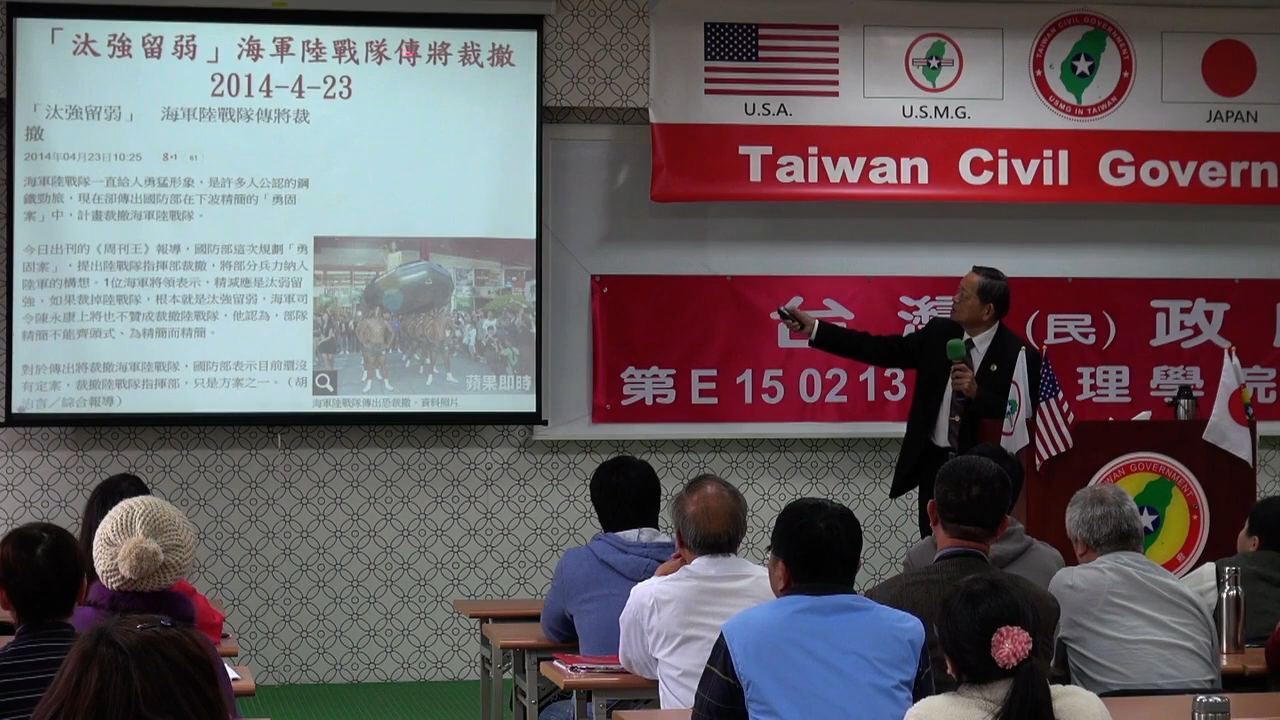 「汰強留弱」海軍陸戰隊傳將裁撤
2014-4-23
「汰強留弱」 海軍陸戰隊傳將裁
撤
2014年04月23日10:25
海軍陸戰隊一直給人勇猛形象，是許多人公認的鋼
鐵勁旅，現在卻傳出國防部在下波精簡的「勇固
案」中，計畫裁撤海軍陸戰隊。
今日出刊的《周刊王》報導，國防部這次規劃「勇
固案」，提出陸戰隊指揮部裁撤，將部分兵力納入
陸軍的構想。1位海軍將領表示，精減應是汰弱留
強，如果裁掉陸戰隊，根本就是汰強留弱，海軍司
令陳永康上將也不贊成裁撤陸戰隊，他認為，部隊
精簡不能齊頭式、為精簡而精簡。
對於傳出將裁撤海軍陸戰隊，國防部表示目前還沒
有定案，裁撤陸戰隊指揮部，只是方案之一。（胡
言／綜合報導）
蘋果即時
海軍陸戰隊傳出恐裁撤。資料照片
U.S.A.
U.S.M.G.
TAIWAN CIVIL GOVERNMENT
USMG IN TAIWAN
JAPAN
Taiwan Civil Govern
台灣（民）政
第E 15 02 13
理學院
TAIWAN GOVERNMENT